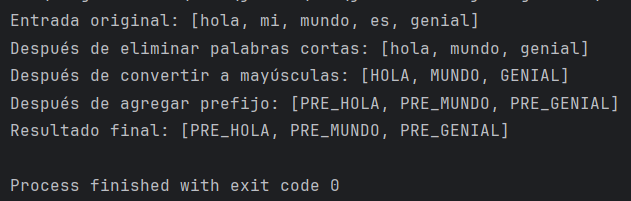 Entrada original: [hola, mi, mundo, es, genial]
Después de eliminar palabras cortas: [hola, mundo, genial]
Después de convertir a mayúsculas: [HOLA, MUNDO, GENIAL]
Después de agregar prefijo: [PRE_HOLA, PRE_MUNDO, PRE_GENIAL]
Resultado final: [PRE_HOLA, PRE_MUNDO, PRE_GENIAL]
Process finished with exit code 0